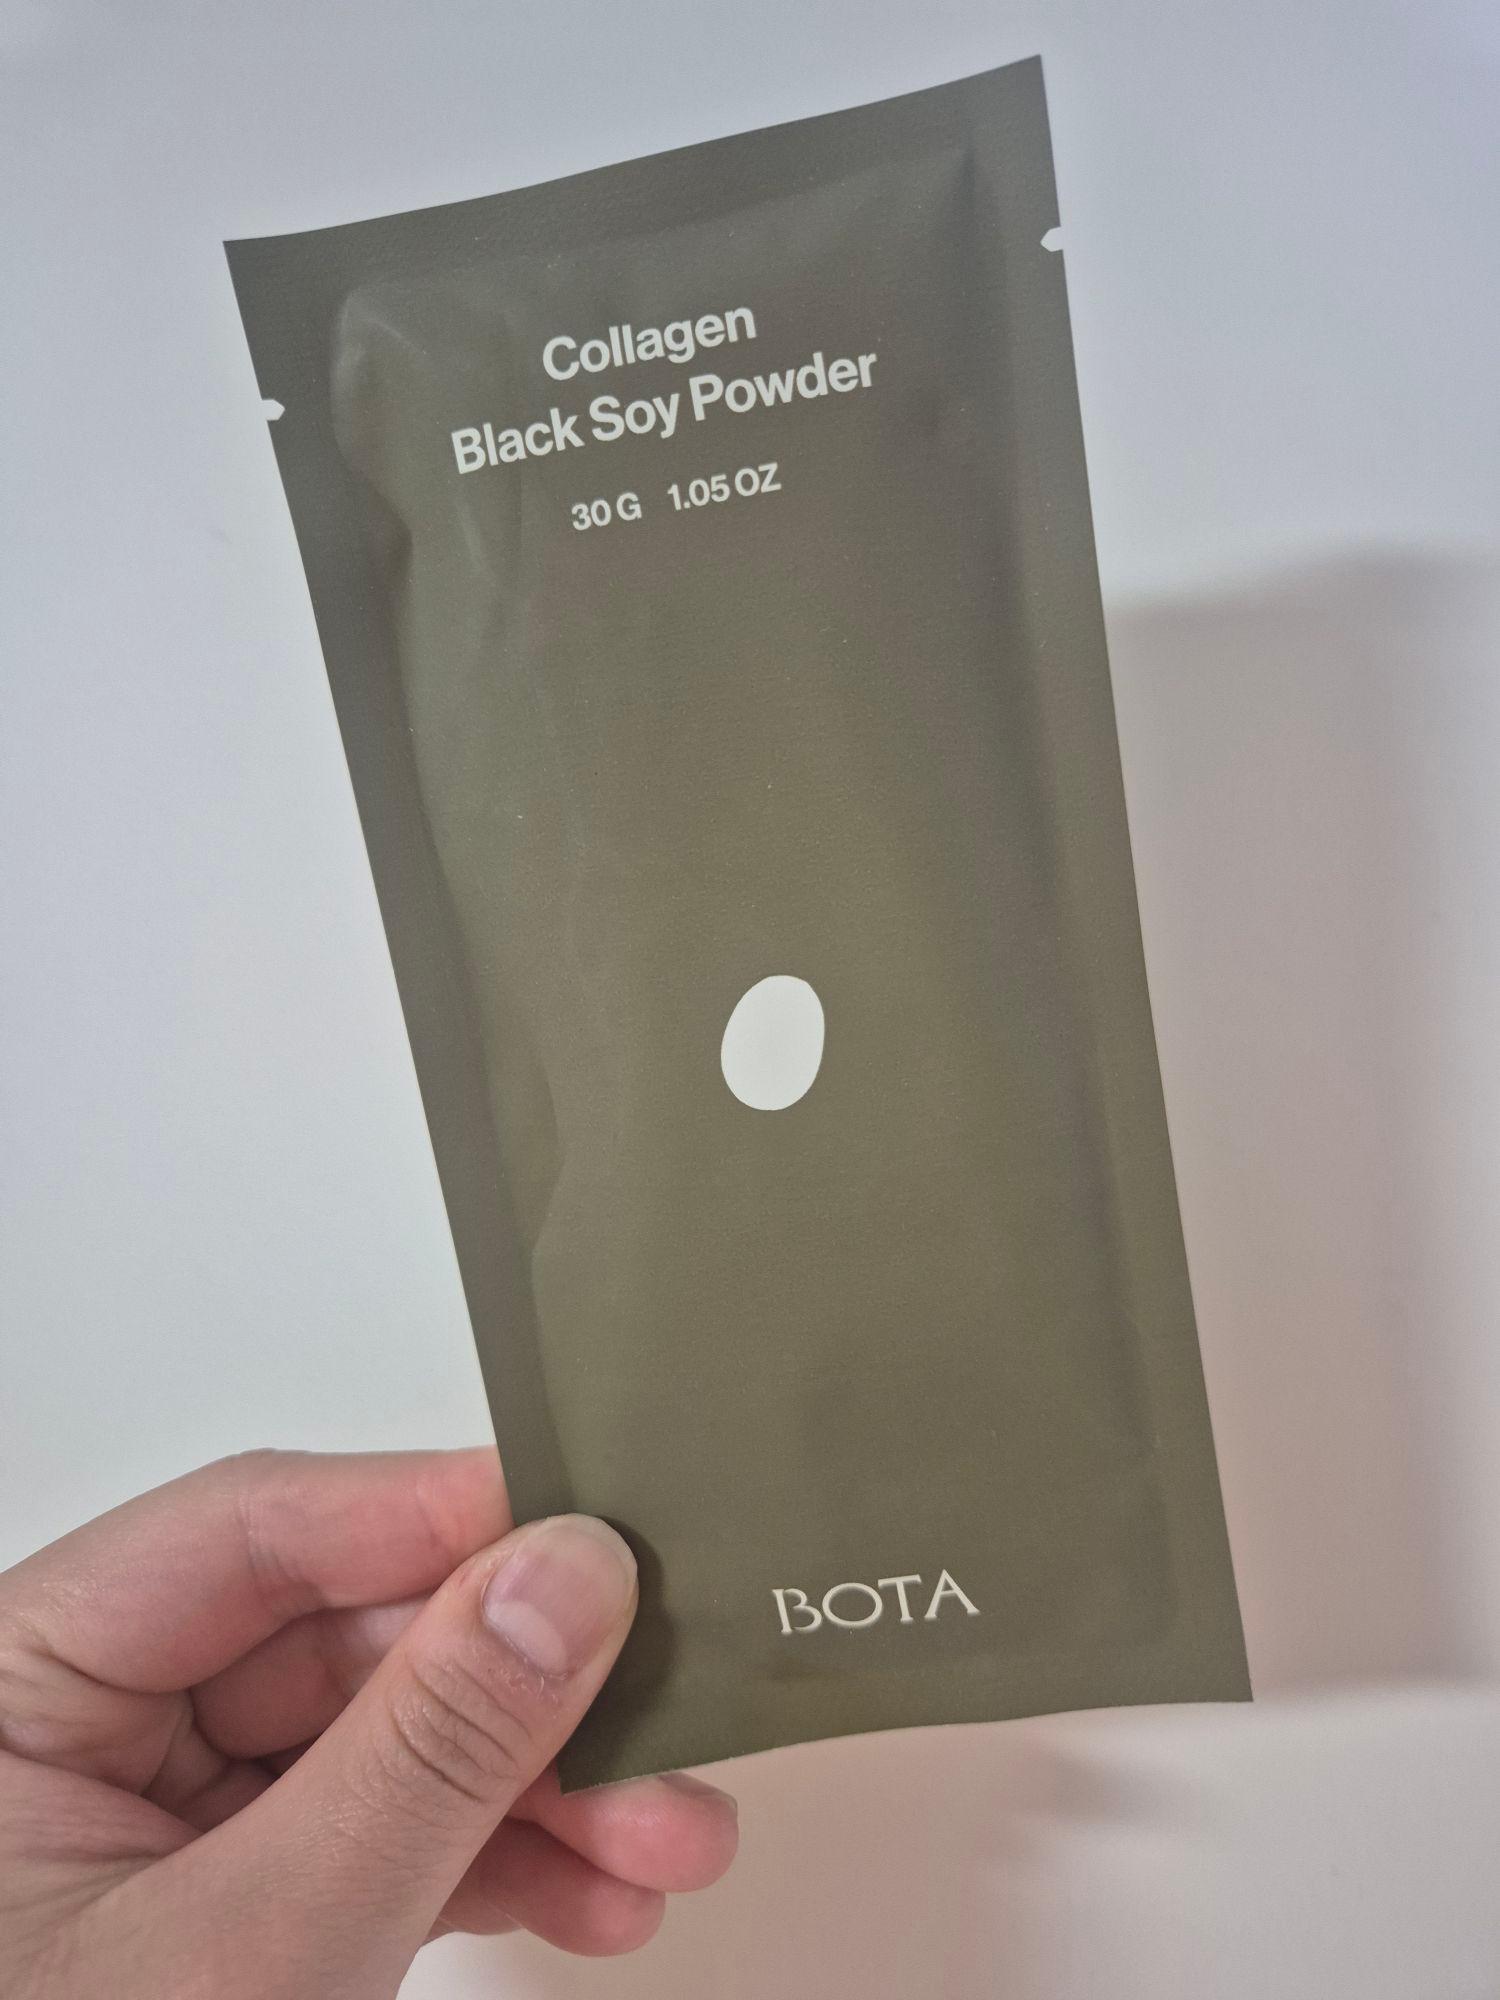 Collagen
Black Soy Powder
30 G 1.05 OZ
BOTA